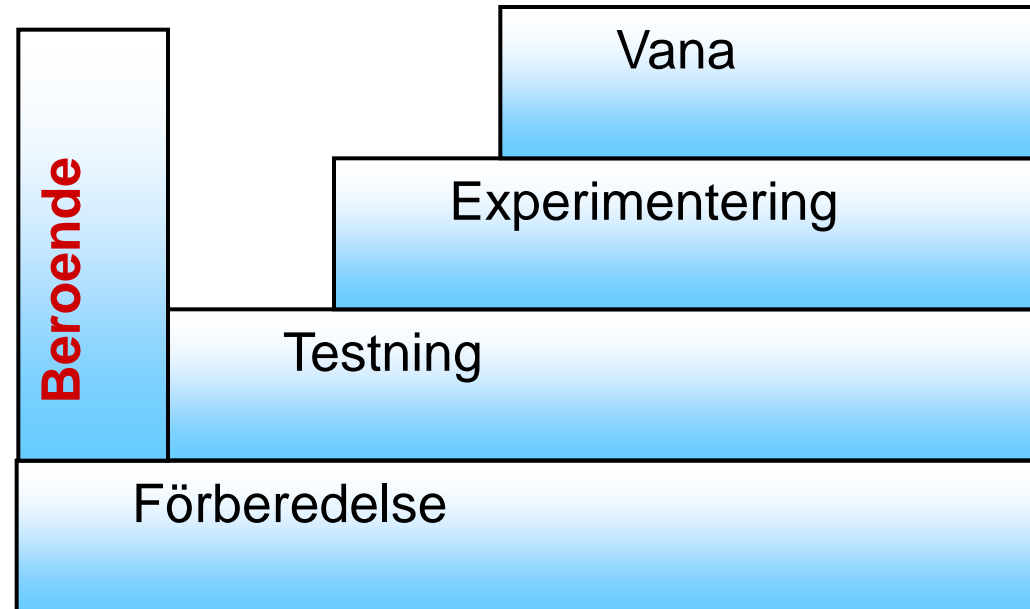 Vana
Experimentering
Beroende
Testning
Förberedelse